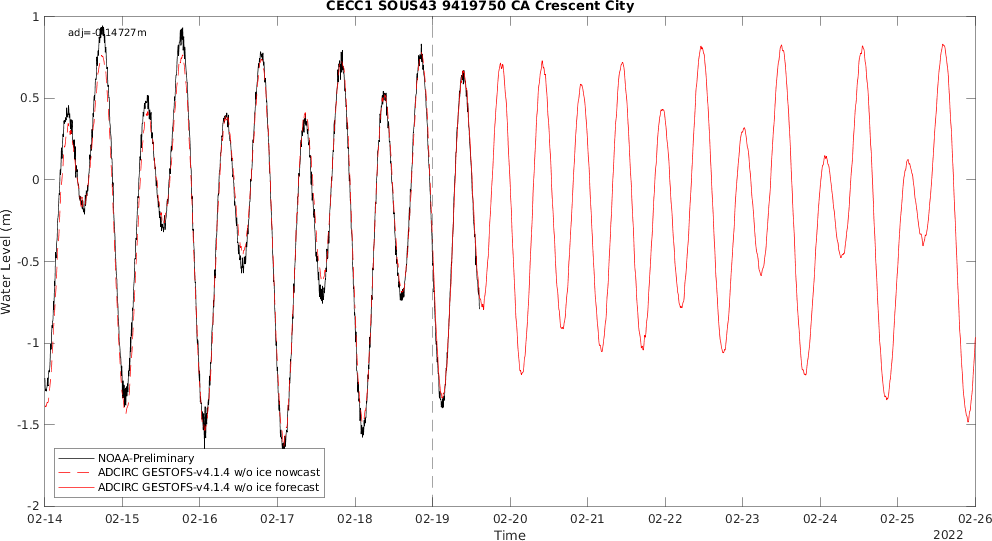 CECC1 SOUS43 9419750 CA Crescent City
adj=-0.14727m
1
0.5
0
-0.5
-1
-1.5
-2
Water Level (m)
NOAA-Preliminary
ADCIRC GESTOFS-v4.1.4 w/o ice nowcast
ADCIRC GESTOFS-v4.1.4 w/o ice forecast
02-14 02-15 02-16 02-17 02-18 02-19 02-20 02-21 02-22 02-23 02-24 02-25 02-26
Time
2022